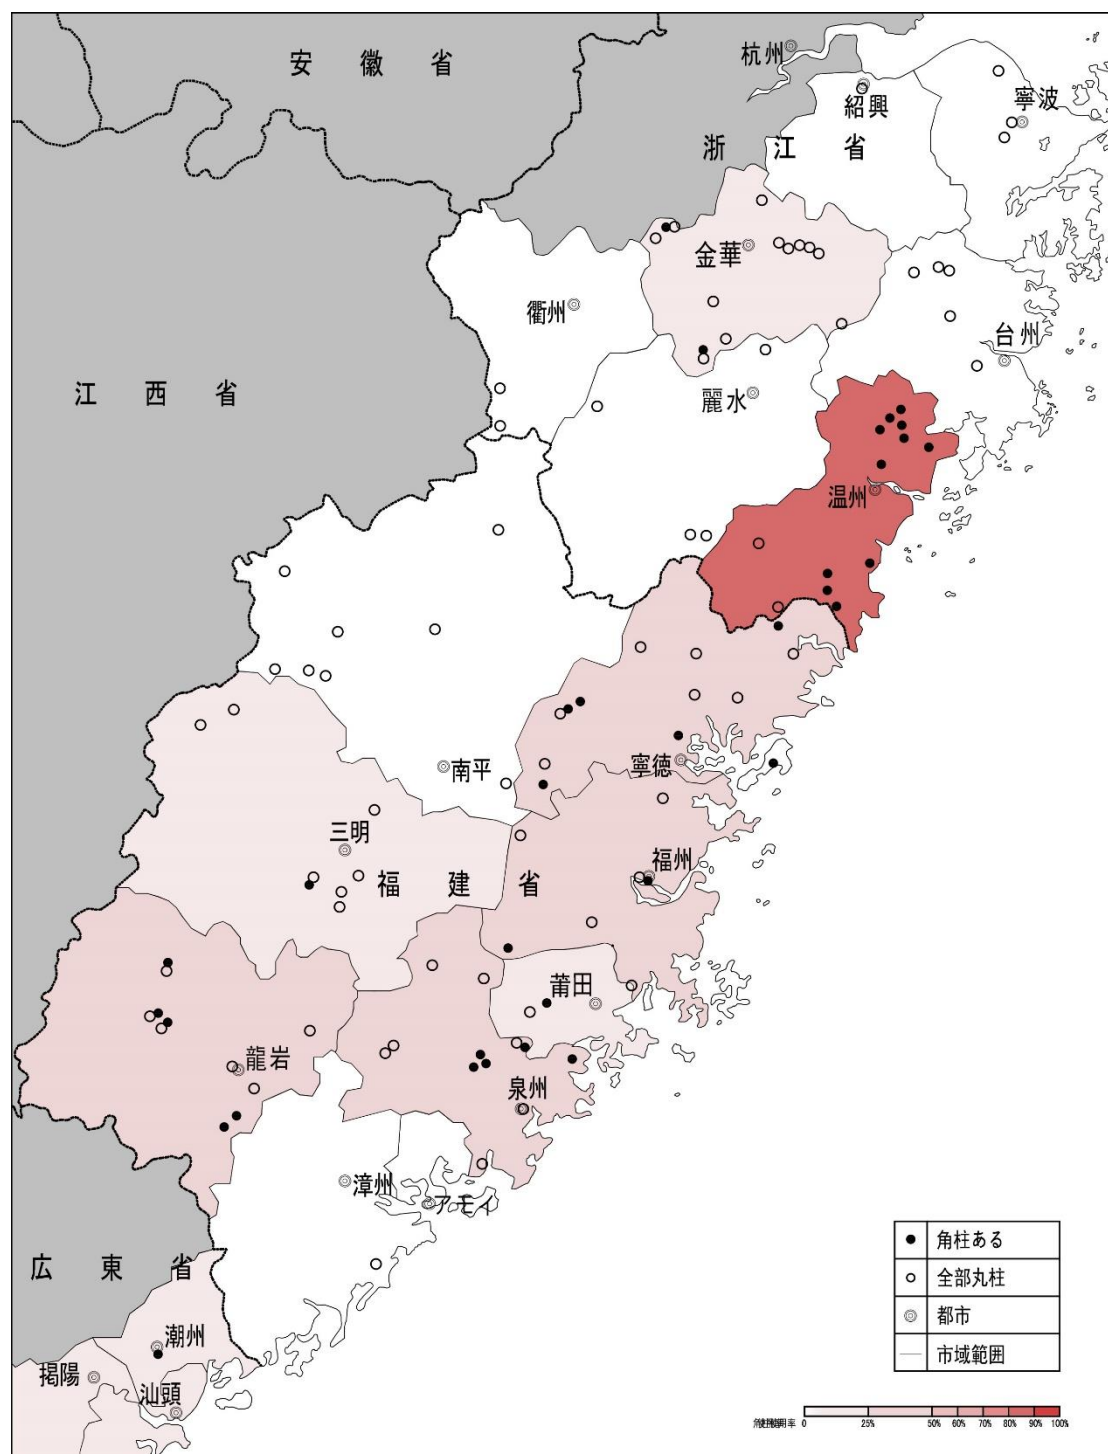 安徽省
杭州
紹興
寧波
浙江省
金華
衢州
台州
江西省
麗水
温州
南平
寧徳
三明
福州
福建省
莆田
龍岩
泉州
漳州
アモイ
広東省
潮州
掲陽
汕頭
角柱ある
全部丸柱
都市
市域範囲
用率
0 25% 50% 60% 70% 80% 90% 100%